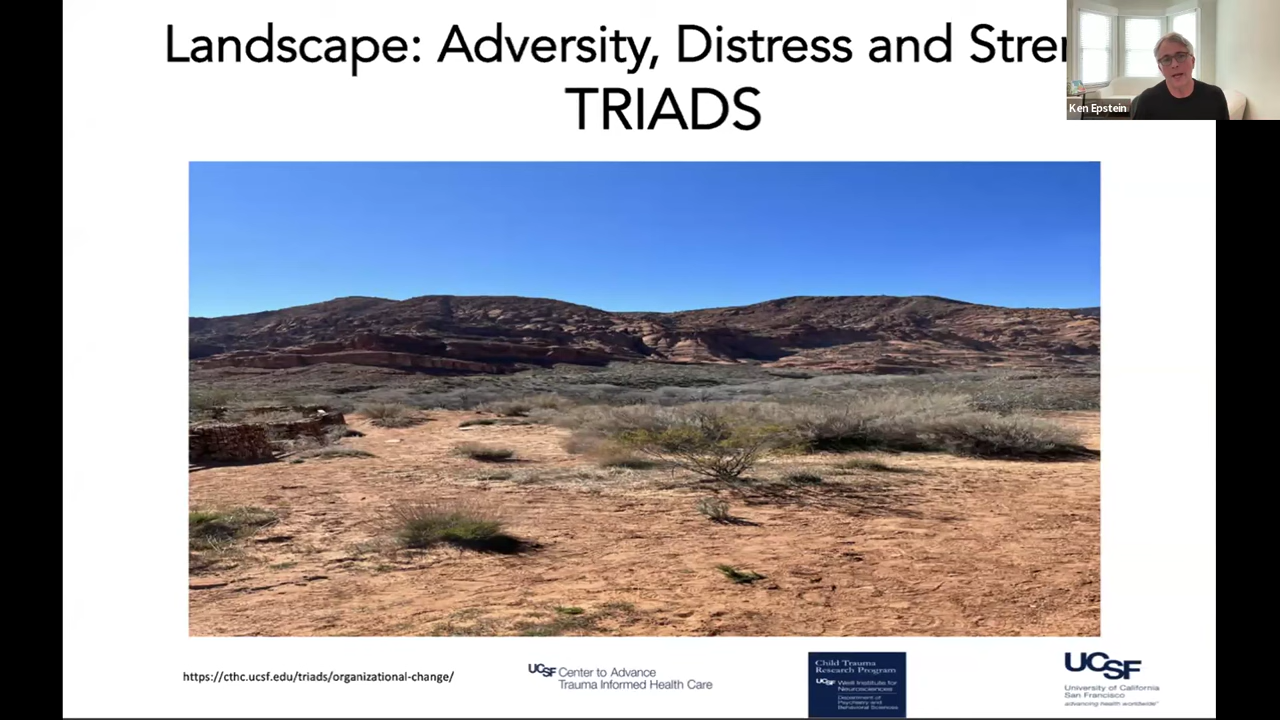 Landscape: Adversity, Distress and Stre
TRIADS
Ken Epstein
https://cthc.ucsf.edu/triads/organizational-change/
UCSF Center to Advance
Trauma Informed Health Care
Child Trauma
Research Program
UCSF Weill Institute for
Neurosciences
Department of
Psychiatry and
Behavioral Sciences
UCSF
University of California
San Francisco
advancing health worldwide™